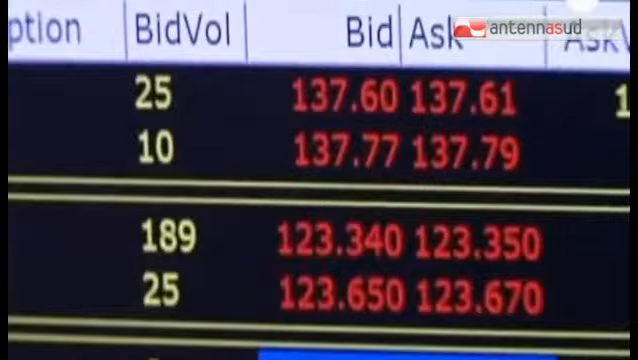 antennasud
ption BidVol Bid Ask
25 137.60 137.61 1
10 137.77 137.79
189 123.340 123.350
25 123.650 123.670